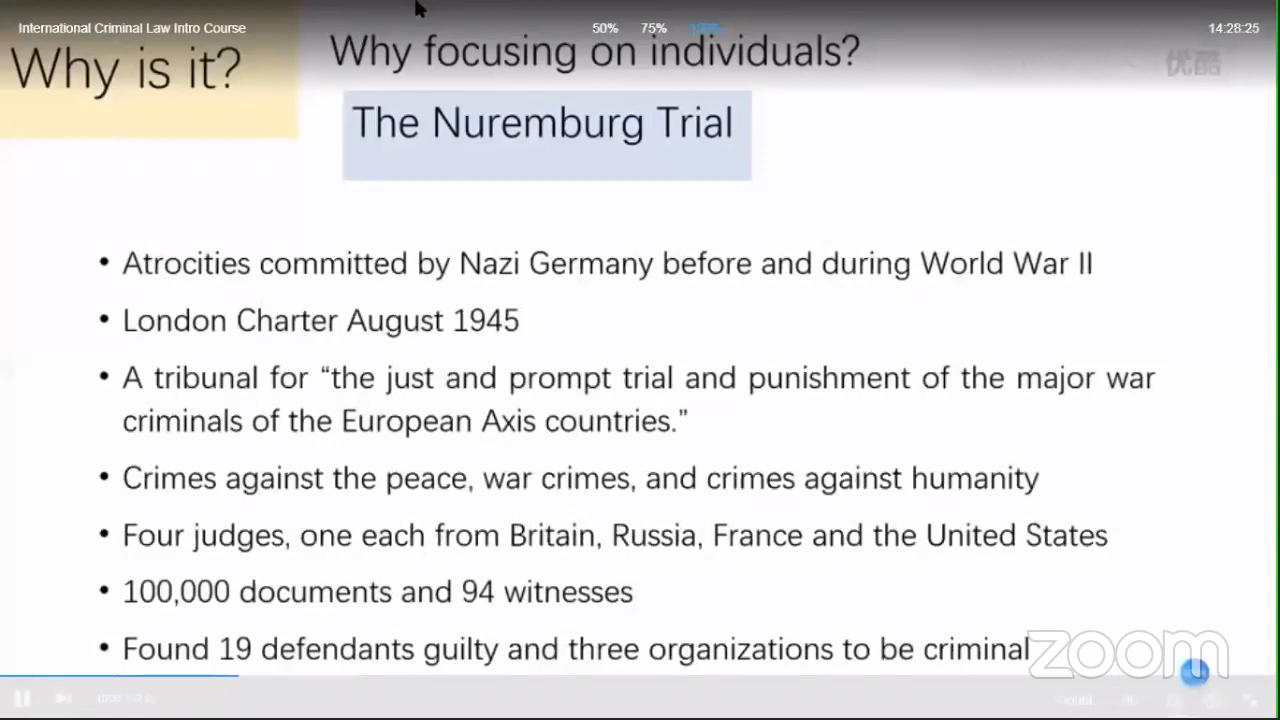 International Criminal Law Intro Course
50% 75% 100% 14:28:25
Why is it?
Why focusing on individuals?
优酷
The Nuremburg Trial
• Atrocities committed by Nazi Germany before and during World War II
• London Charter August 1945
• A tribunal for “the just and prompt trial and punishment of the major war
criminals of the European Axis countries.”
• Crimes against the peace, war crimes, and crimes against humanity
• Four judges, one each from Britain, Russia, France and the United States
• 100,000 documents and 94 witnesses
• Found 19 defendants guilty and three organizations to be criminal
zoom